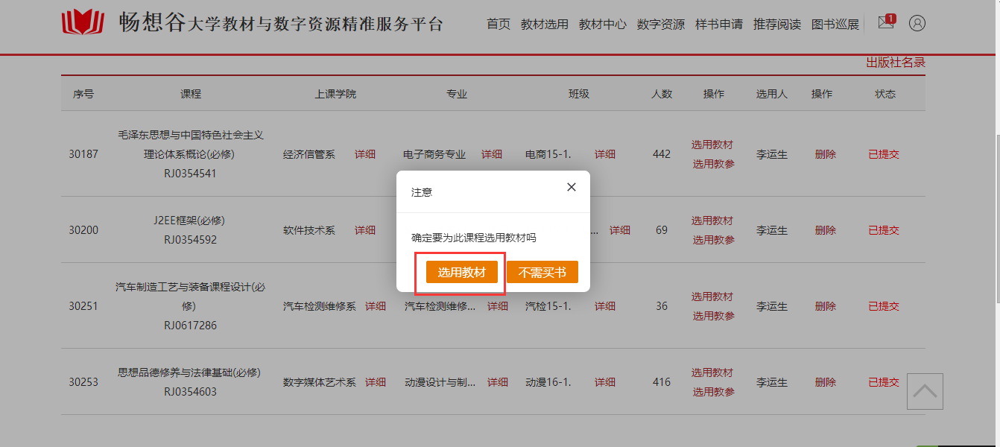 畅想谷大学教材与数字资源精准服务平台
首页 教材选用 教材中心 数字资源 样书申请 推荐阅读 图书巡展 1
出版社名录
序号 课程 上课学院 专业 班级 人数 操作 选用人 操作 状态
毛泽东思想与中国特色社会主义
选用教材
30187 理论体系概论(必修) 经济信管系 详细 电子商务专业 详细 电商15-1. 详细 442 李运生 删除 已提交
选用教参
RJ0354541
注意
J2EE框架(必修) 选用教材
30200 软件技术系 详细 ... 详细 69 李运生 删除 已提交
RJ0354592 选用教参
确定要为此课程选用教材吗
选用教材 不需买书
汽车制造工艺与装备课程设计(必
选用教材
30251 修) 汽车检测维修系 详细 汽车检测维修... 详细 汽检15-1. 详细 36 李运生 删除 已提交
选用教参
RJ0617286
思想品德修养与法律基础(必修) 选用教材
30253 数字媒体艺术系 详细 动漫设计与制... 详细 动漫16-1. 详细 416 李运生 删除 已提交
RJ0354603 选用教参